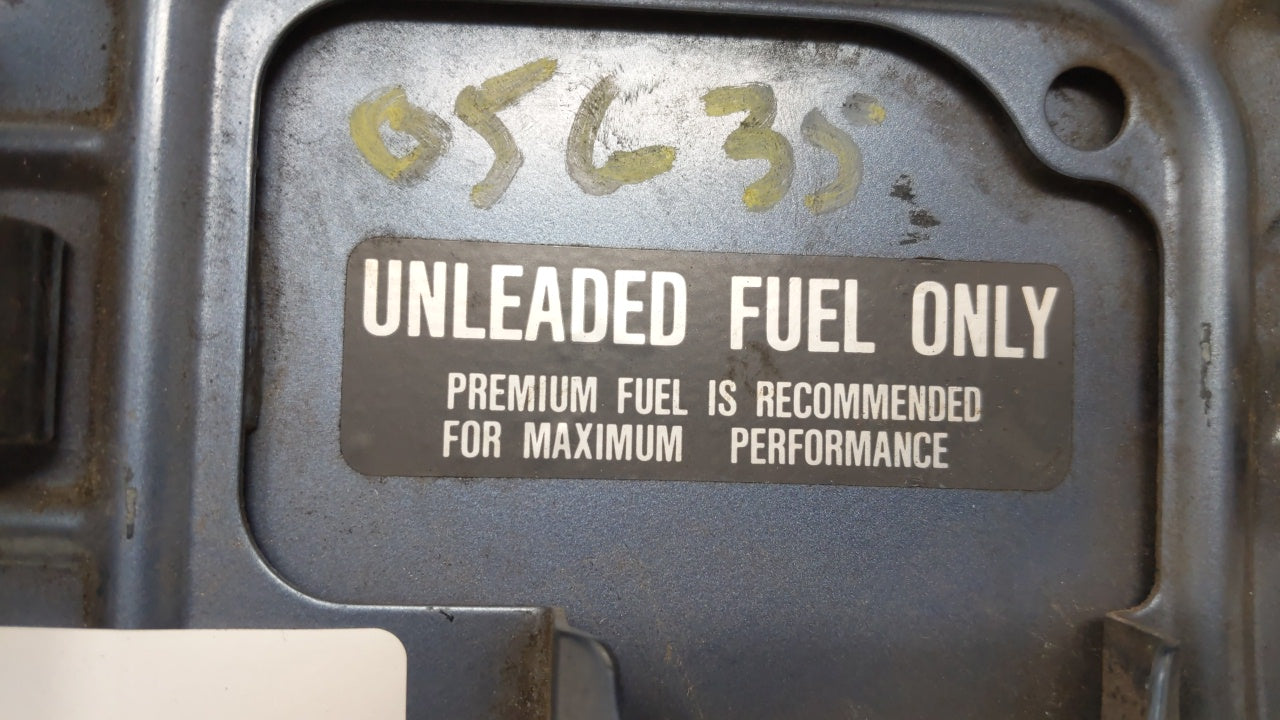 05635
UNLEADED FUEL ONLY
PREMIUM FUEL IS RECOMMENDED
FOR MAXIMUM PERFORMANCE